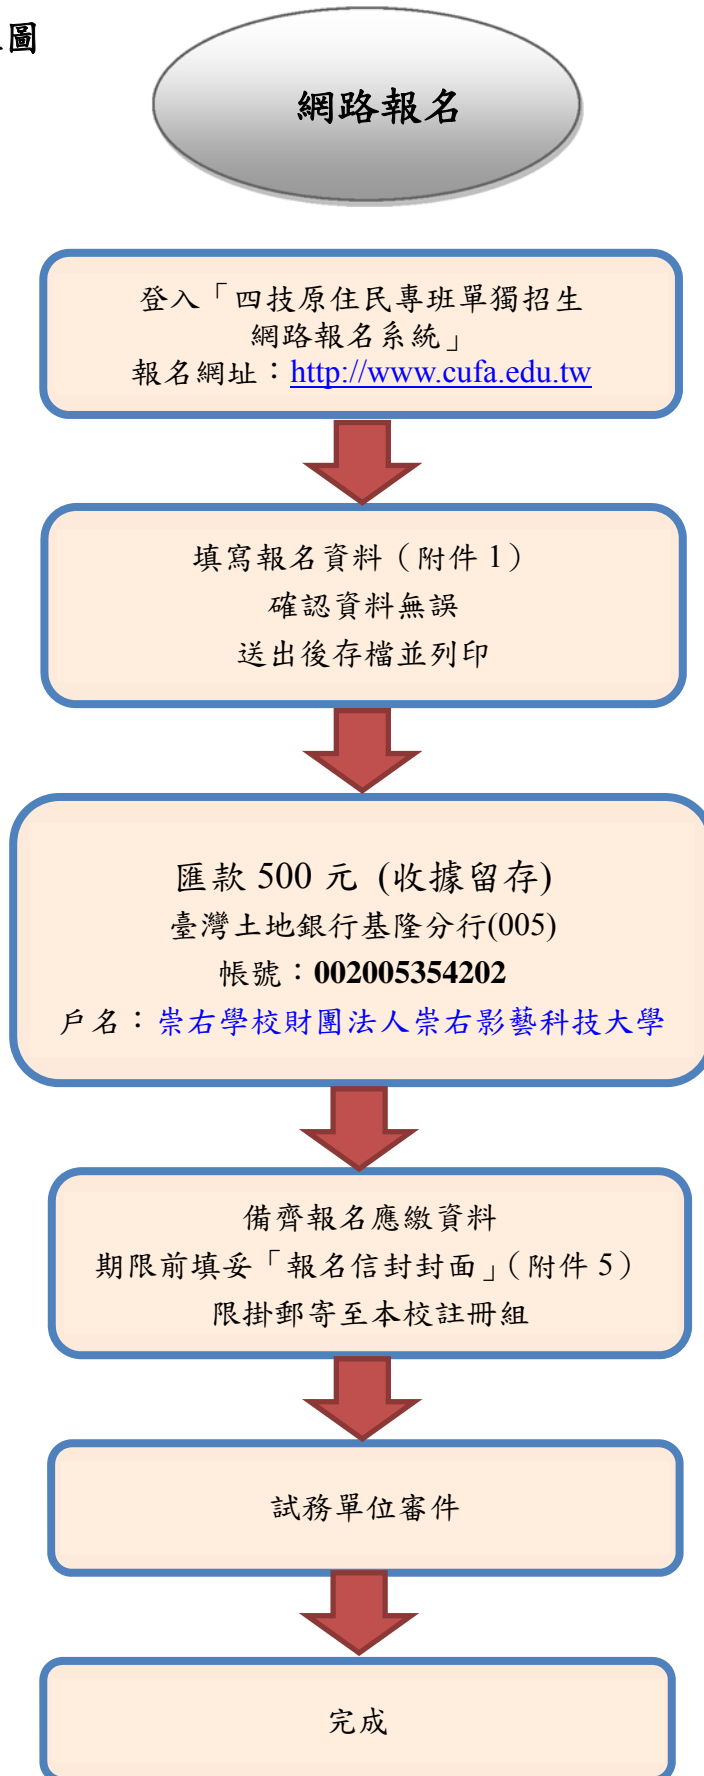 圖
網路報名
登入「四技原住民專班單獨招生
網路報名系統」
報名網址：http://www.cufa.edu.tw
填寫報名資料（附件 1）
確認資料無誤
送出後存檔並列印
匯款 500 元 (收據留存)
臺灣土地銀行基隆分行(005)
帳號：002005354202
戶名：崇右學校財團法人崇右影藝科技大學
備齊報名應繳資料
期限前填妥「報名信封封面」（附件 5）
限掛郵寄至本校註冊組
試務單位審件
完成